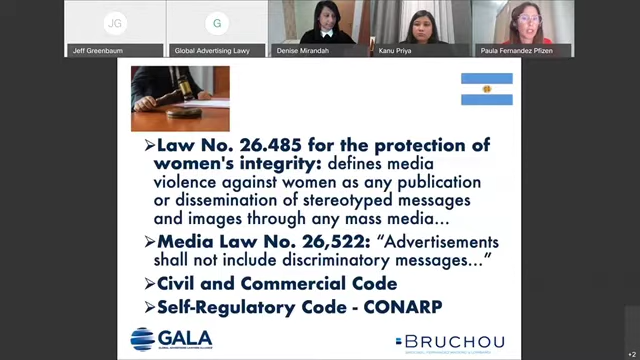 JG
G
Jeff Greenbaum
Global Advertising Lawy
Denise Mirandah
Kanu Priya
Paula Fernandez Pfizen
➢Law No. 26.485 for the protection of
women's integrity: defines media
violence against women as any publication
or dissemination of stereotyped messages
and images through any mass media...
➢Media Law No. 26,522: “Advertisements
shall not include discriminatory messages...”
➢Civil and Commercial Code
➢Self-Regulatory Code - CONARP
GALA
GLOBAL ADVERTISING LAWYERS ALLIANCE
BRUCHOU
+2